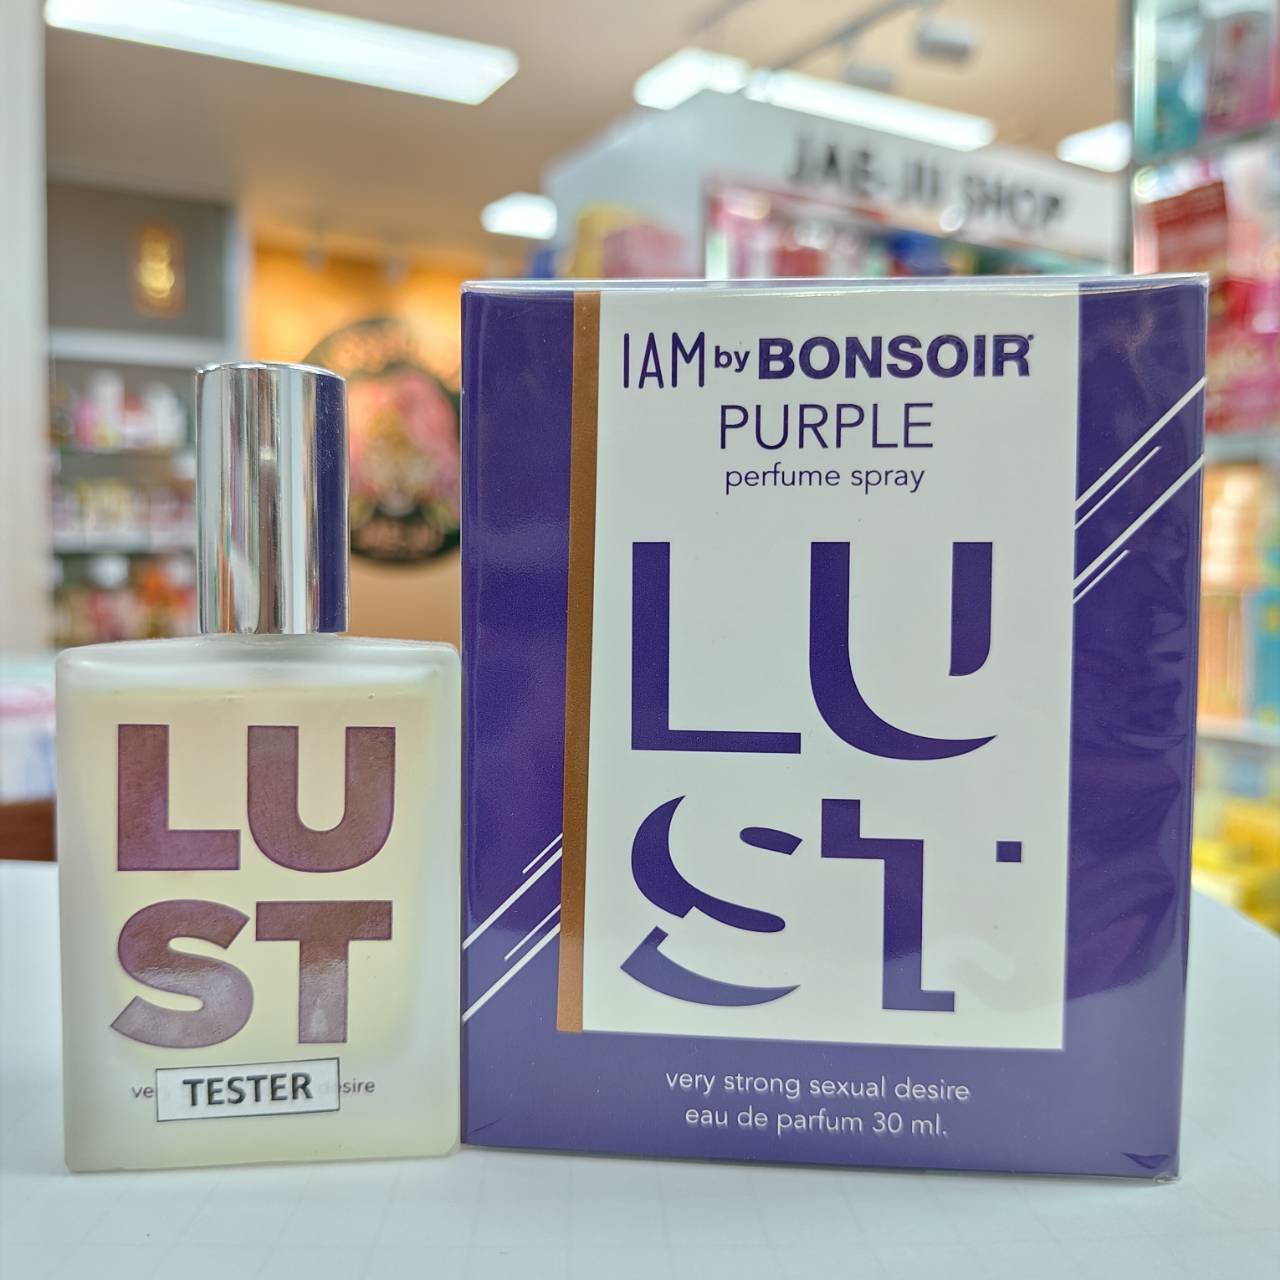 JAE-JII SHOP
IAM by BONSOIR
PURPLE
perfume spray
LU
ST
very strong sexual desire
eau de parfum 30 ml.
LU
ST
TESTER